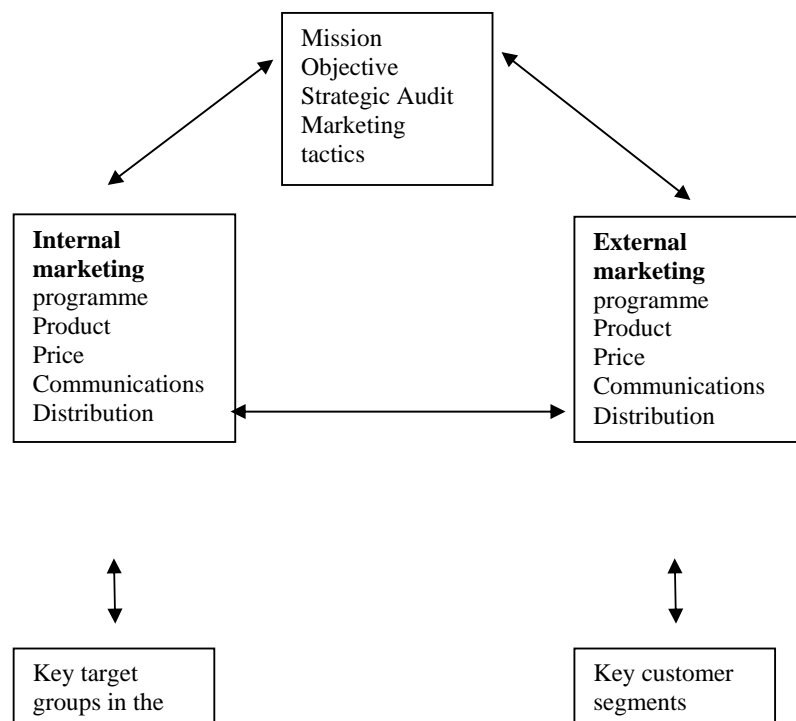 Mission
Objective
Strategic Audit
Marketing
tactics
Internal
marketing
programme
Product
Price
Communications
Distribution
External
marketing
programme
Product
Price
Communications
Distribution
Key target
groups in the
Key customer
segments